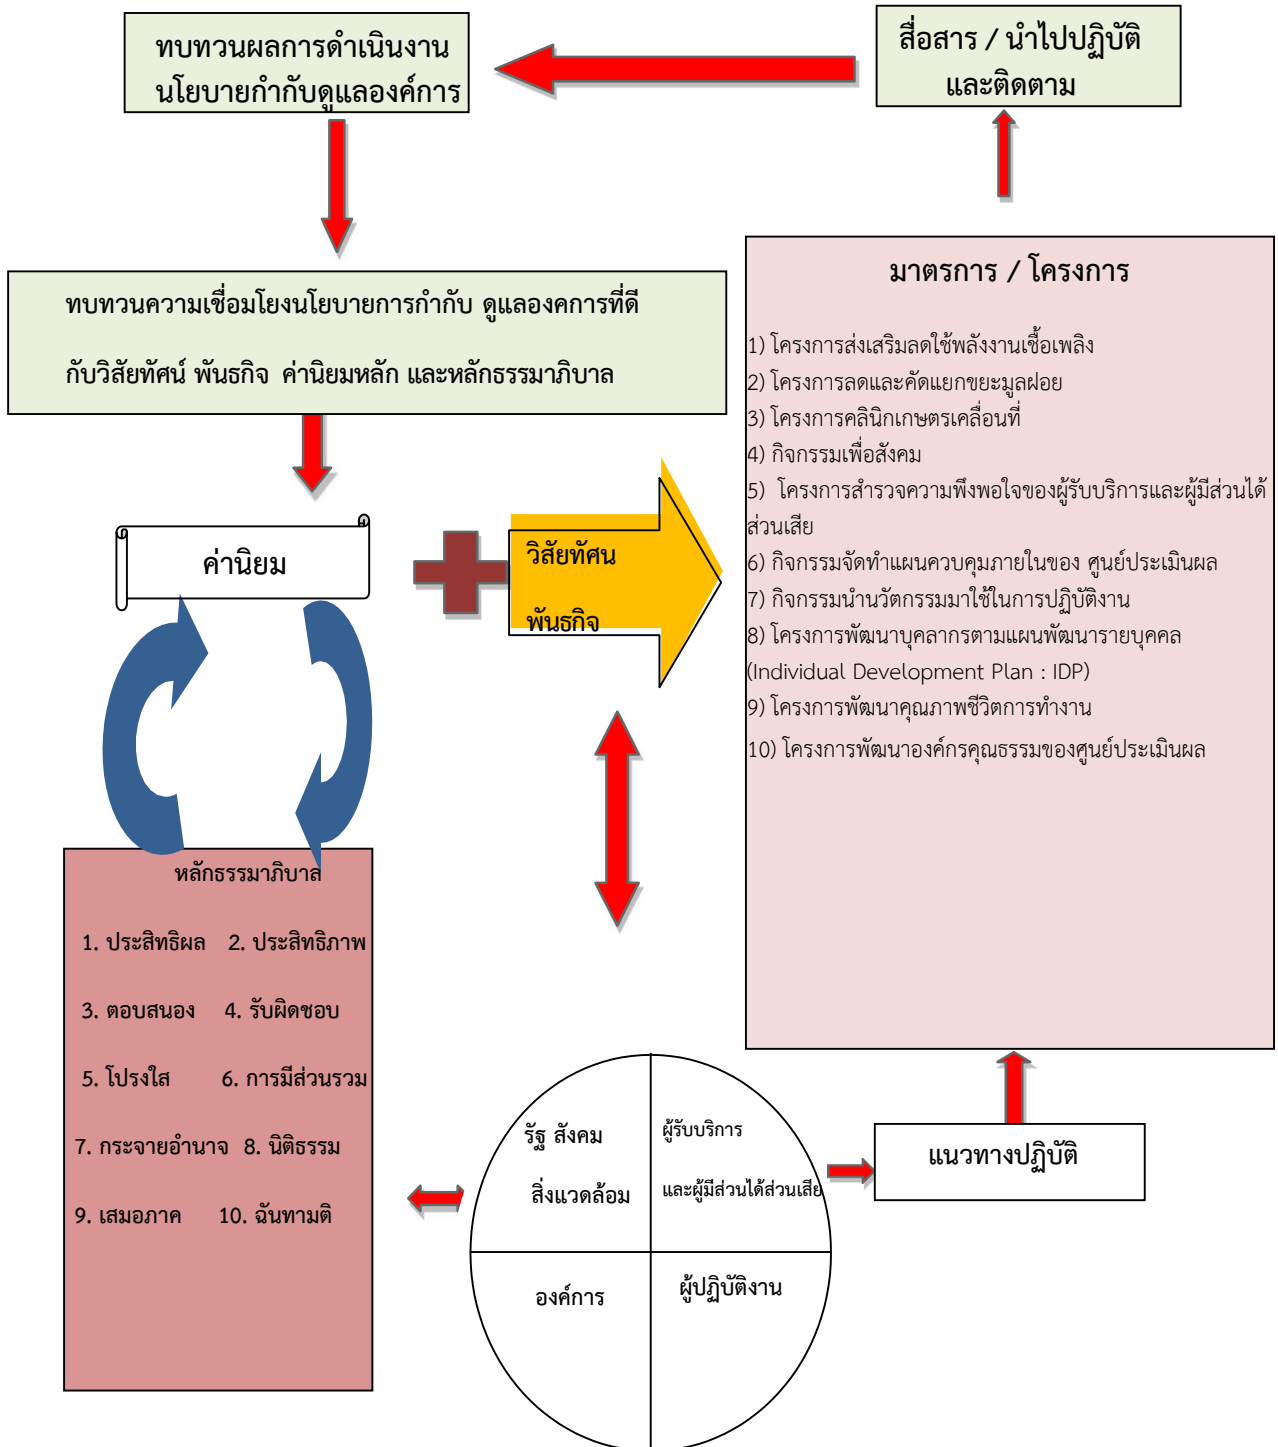 ทบทวนผลการดำเนินงาน
นโยบายกำกับดูแลองค์การ
สื่อสาร / นำไปปฏิบัติ
และติดตาม
ทบทวนความเชื่อมโยงนโยบายการกำกับ ดูแลองคการที่ดี
กับวิสัยทัศน์ พันธกิจ ค่านิยมหลัก และหลักธรรมาภิบาล
ค่านิยม
วิสัยทัศน
พันธกิจ
มาตรการ / โครงการ
1) โครงการส่งเสริมลดใช้พลังงานเชื้อเพลิง
2) โครงการลดและคัดแยกขยะมูลฝอย
3) โครงการคลินิกเกษตรเคลื่อนที่
4) กิจกรรมเพื่อสังคม
5) โครงการสำรวจความพึงพอใจของผู้รับบริการและผู้มีส่วนได้
ส่วนเสีย
6) กิจกรรมจัดทำแผนควบคุมภายในของ ศูนย์ประเมินผล
7) กิจกรรมนำนวัตกรรมมาใช้ในการปฏิบัติงาน
8) โครงการพัฒนาบุคลากรตามแผนพัฒนารายบุคคล
(Individual Development Plan : IDP)
9) โครงการพัฒนาคุณภาพชีวิตการทำงาน
10) โครงการพัฒนาองค์กรคุณธรรมของศูนย์ประเมินผล
หลักธรรมาภิบาล
1. ประสิทธิผล 2. ประสิทธิภาพ
3. ตอบสนอง 4. รับผิดชอบ
5. โปรงใส 6. การมีส่วนรวม
7. กระจายอำนาจ 8. นิติธรรม
9. เสมอภาค 10. ฉันทามติ
รัฐ สังคม
สิ่งแวดล้อม
ผู้รับบริการ
และผู้มีส่วนได้ส่วนเสีย
องค์การ
ผู้ปฏิบัติงาน
แนวทางปฏิบัติ